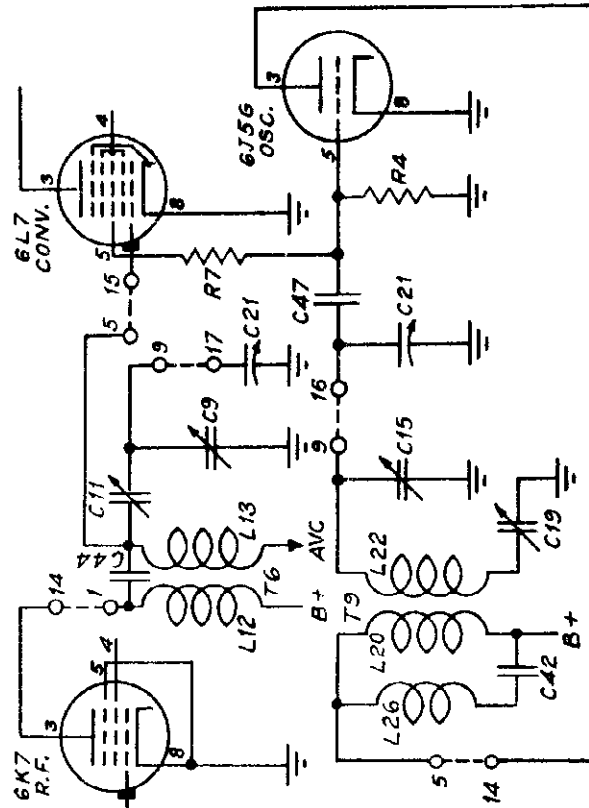 6K7
R.F.
3
5
4
8
14
1
C444
L12
T6
L13
B+
AVC
C11
C9
9
17
C21
5
15
6L7
CONV.
3
4
5
8
R7
L26
L20
T9
L22
C42
B+
C19
C15
9
16
C21
C47
R4
6J5G
OSC.
3
5
8
5
14